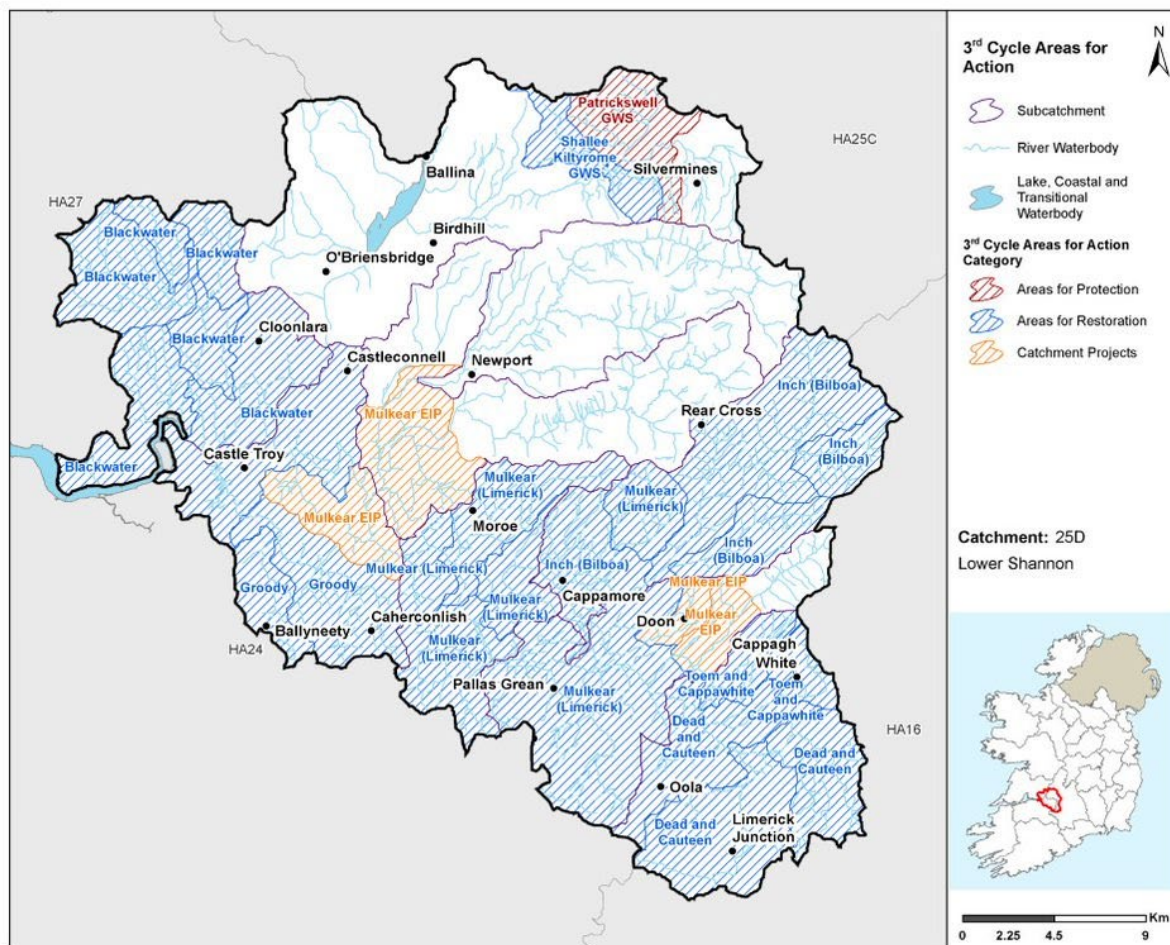 Patrickswell
GWS
Shallee
Kiltyrome
GWS
Silvermines
HA25C
Ballina
HA27
Blackwater
Blackwater
Blackwater
Birdhill
O'Briensbridge
Blackwater
Cloonlara
Castleconnell
Newport
Blackwater
Mulkear EIP
Rear Cross
Inch (Bilboa)
Inch
(Bilboa)
Blackwater
Castle Troy
Mulkear
(Limerick)
Mulkear
(Limerick)
Mulkear EIP
Moroe
Inch
(Bilboa)
Groody
Groody
Mulkear (Limerick)
Inch (Bilboa)
Cappamore
Mulkear EIP
Mulkear
EIP
Mulkear
(Limerick)
Doon
Ballyneety
Caherconlish
HA24
Mulkear
(Limerick)
Cappagh
White
Pallas Grean
Mulkear
(Limerick)
Toem and
Cappawhite
Toem
and
Cappawhite
Dead
and
Cauteen
Dead and
Cauteen
HA16
Oola
Dead and
Cauteen
Limerick
Junction
3rd Cycle Areas for
Action
N
Subcatchment
River Waterbody
Lake, Coastal and
Transitional
Waterbody
3rd Cycle Areas for Action
Category
Areas for Protection
Areas for Restoration
Catchment Projects
Catchment: 25D
Lower Shannon
Km
0 2.25 4.5 9